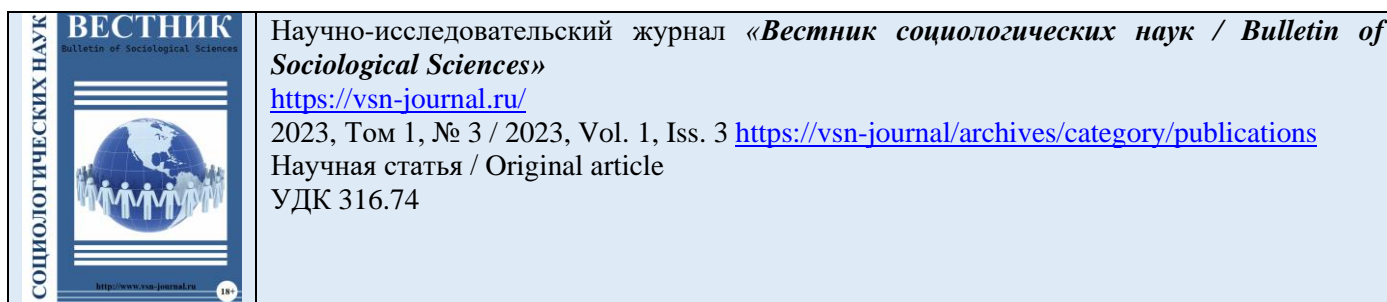 СОЦИОЛОГИЧЕСКИХ НАУК
ВЕСТНИК
Bulletin of Sociological Sciences
http://www.vsn-journal.ru
18+
Научно-исследовательский журнал «Вестник социологических наук / Bulletin of
Sociological Sciences»
https://vsn-journal.ru/
2023, Том 1, № 3 / 2023, Vol. 1, Iss. 3 https://vsn-journal/archives/category/publications
Научная статья / Original article
УДК 316.74